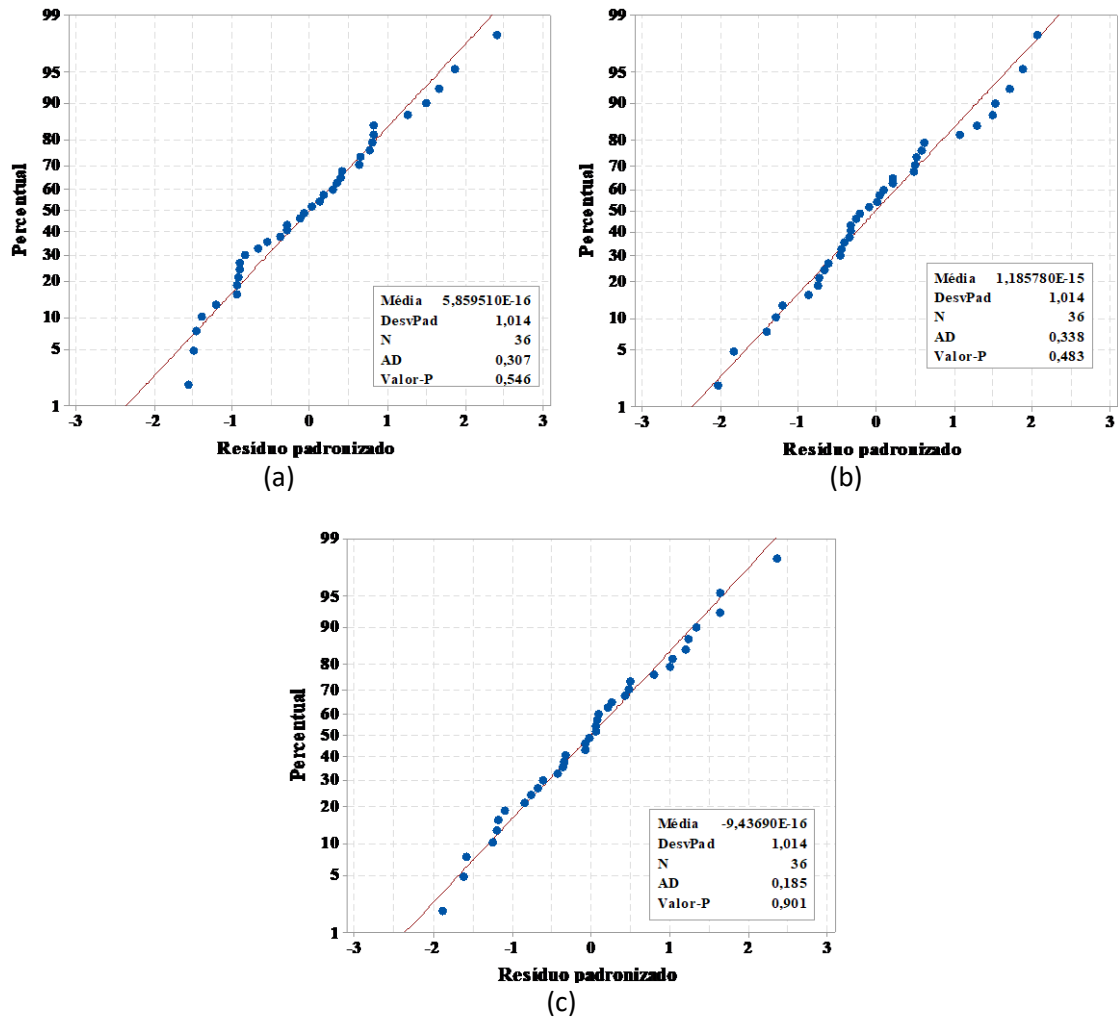 99
95
90
80
70
60
50
40
30
20
10
5
1
Percentual
-3 -2 -1 0 1 2 3
Resíduo padronizado
Média 5,859510E-16
DesvPad 1,014
N 36
AD 0,307
Valor-P 0,546
(a)
99
95
90
80
70
60
50
40
30
20
10
5
1
Percentual
-3 -2 -1 0 1 2 3
Resíduo padronizado
Média 1,185780E-15
DesvPad 1,014
N 36
AD 0,338
Valor-P 0,483
(b)
99
95
90
80
70
60
50
40
30
20
10
5
1
Percentual
-3 -2 -1 0 1 2 3
Resíduo padronizado
Média -9,43690E-16
DesvPad 1,014
N 36
AD 0,185
Valor-P 0,901
(c)